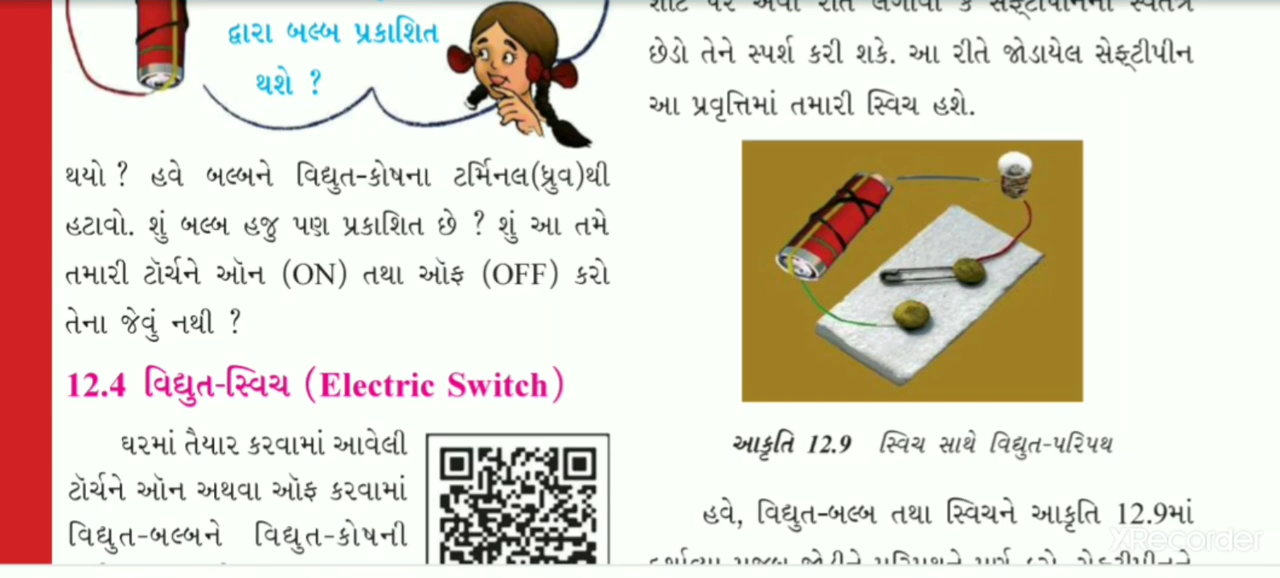 દ્વારા બલ્બ પ્રકાશિત
થશે ?
થયો ? હવે બલ્બને વિદ્યુત-કોષના ટર્મિનલ(ધ્રુવ)થી
હટાવો. શું બલ્બ હજુ પણ પ્રકાશિત છે ? શું આ તમે
તમારી ટૉર્ચને ઑન (ON) તથા ઑફ (OFF) કરો
તેના જેવું નથી ?
12.4 વિદ્યુત-સ્વિચ (Electric Switch)
ઘરમાં તૈયાર કરવામાં આવેલી
ટૉર્ચને ઑન અથવા ઑફ કરવામાં
વિદ્યુત-બલ્બને વિદ્યુત-કોષની
છેડો તેને સ્પર્શ કરી શકે. આ રીતે જોડાયેલ સેફ્ટીપીન
આ પ્રવૃત્તિમાં તમારી સ્વિચ હશે.
આકૃતિ 12.9 સ્વિચ સાથે વિદ્યુત-પરિપથ
હવે, વિદ્યુત-બલ્બ તથા સ્વિચને આકૃતિ 12.9માં
XRecorder